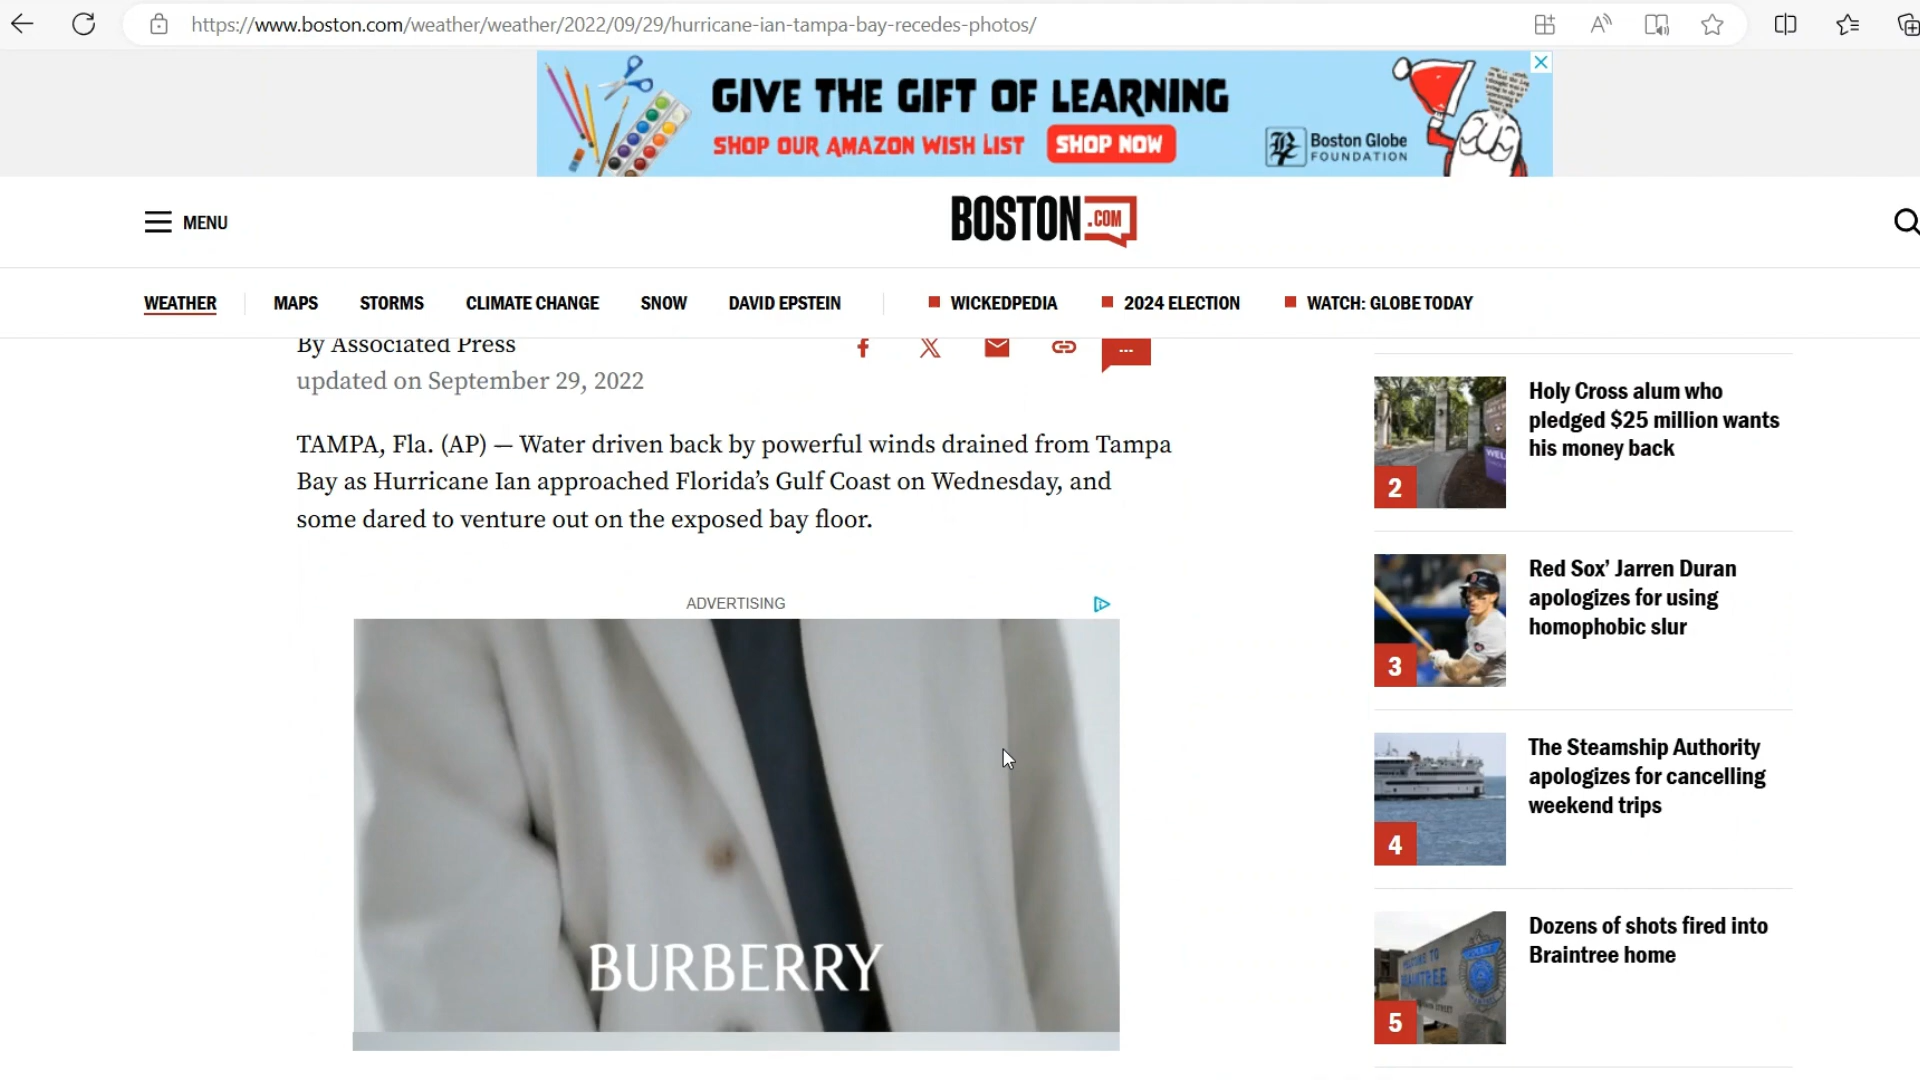 https://www.boston.com/weather/weather/2022/09/29/hurricane-ian-tampa-bay-recedes-photos/
GIVE THE GIFT OF LEARNING
SHOP OUR AMAZON WISH LIST
SHOP NOW
Boston Globe
FOUNDATION
MENU
BOSTON
.COM
WEATHER
MAPS
STORMS
CLIMATE CHANGE
SNOW
DAVID EPSTEIN
WICKEDPEDIA
2024 ELECTION
WATCH: GLOBE TODAY
By Associated Press
updated on September 29, 2022
TAMPA, Fla. (AP) — Water driven back by powerful winds drained from Tampa
Bay as Hurricane Ian approached Florida’s Gulf Coast on Wednesday, and
some dared to venture out on the exposed bay floor.
ADVERTISING
BURBERRY
Holy Cross alum who
pledged $25 million wants
his money back
2
Red Sox’ Jarren Duran
apologizes for using
homophobic slur
3
The Steamship Authority
apologizes for cancelling
weekend trips
4
Dozens of shots fired into
Braintree home
5